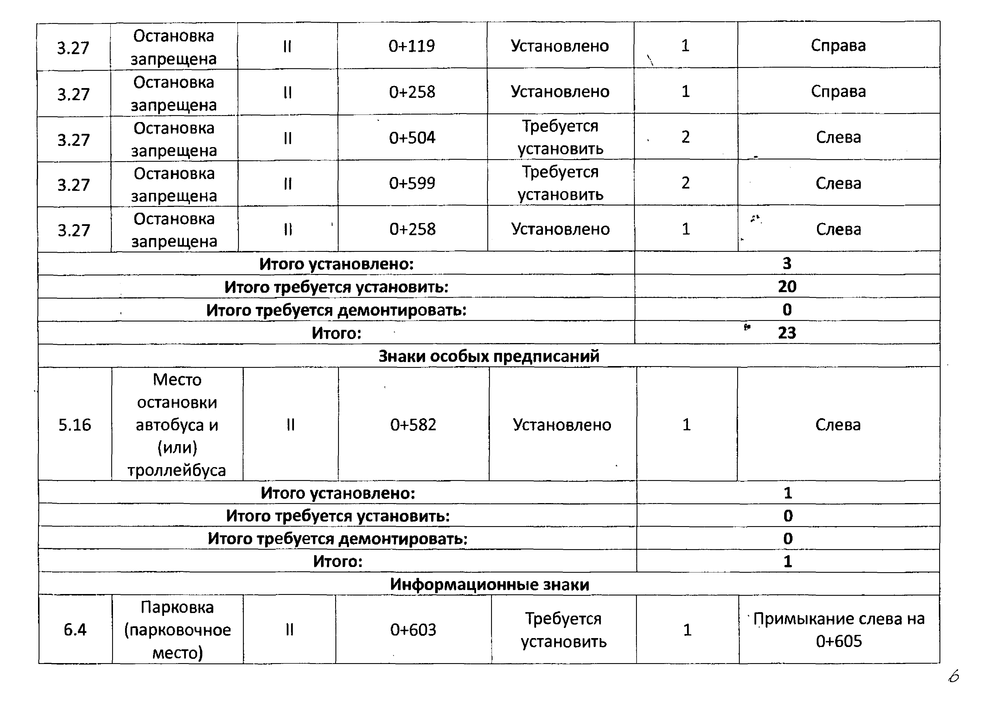 3.27 Остановка запрещена II 0+119 Установлено 1 Справа
3.27 Остановка запрещена II 0+258 Установлено 1 Справа
3.27 Остановка запрещена II 0+504 Требуется установить 2 Слева
3.27 Остановка запрещена II 0+599 Требуется установить 2 Слева
3.27 Остановка запрещена II 0+258 Установлено 1 Слева
Итого установлено: 3
Итого требуется установить: 20
Итого требуется демонтировать: 0
Итого: 23
Знаки особых предписаний
5.16 Место остановки автобуса и (или) троллейбуса II 0+582 Установлено 1 Слева
Итого установлено: 1
Итого требуется установить: 0
Итого требуется демонтировать: 0
Итого: 1
Информационные знаки
6.4 Парковка (парковочное место) II 0+603 Требуется установить 1 Примыкание слева на 0+605
6